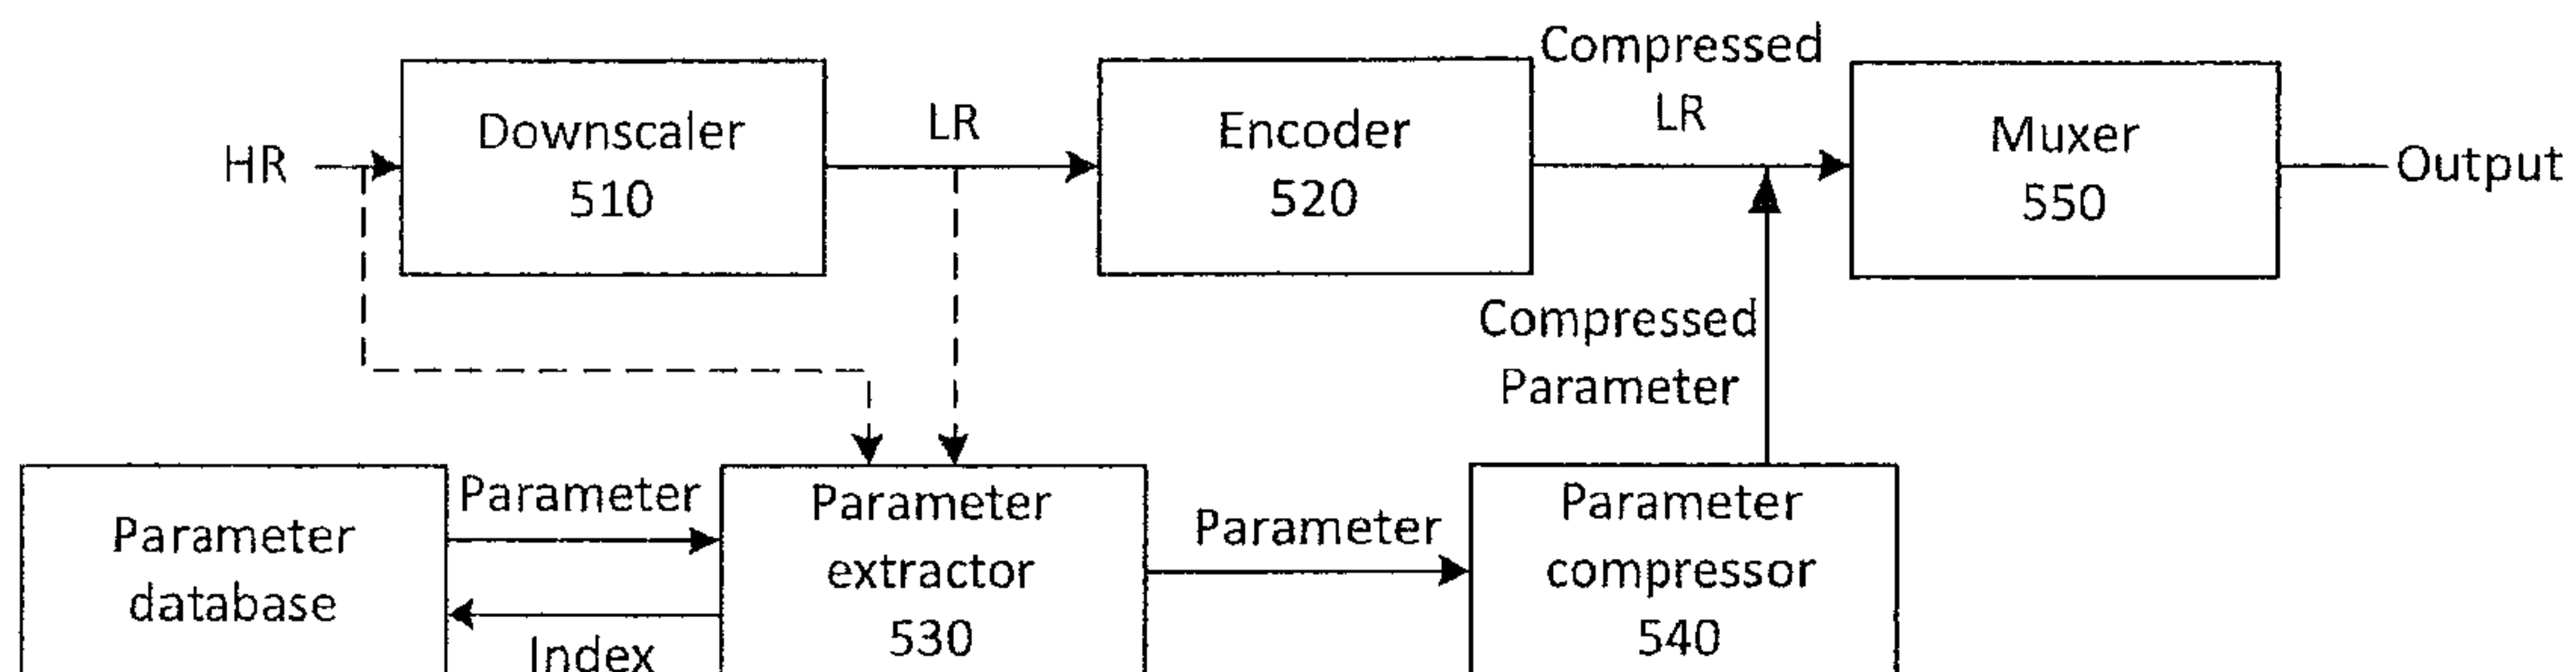 HR
Downscaler
510
LR
Encoder
520
Compressed
LR
Muxer
550
Output
Compressed
Parameter
Parameter
database
Parameter
Index
Parameter
extractor
530
Parameter
Parameter
compressor
540